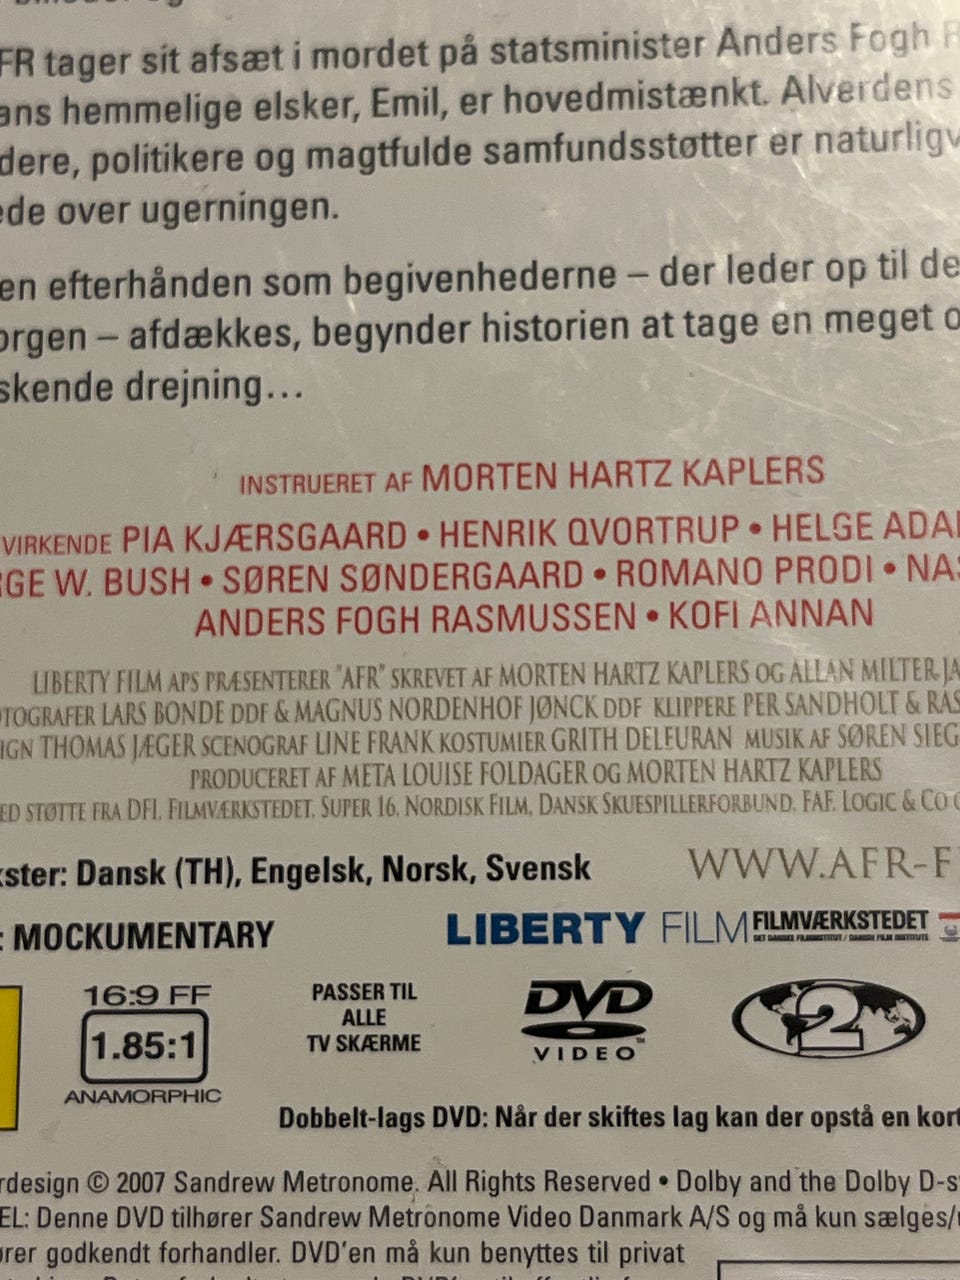 FR tager sit afsæt i mordet på statsminister Anders Fogh
ans hemmelige elsker, Emil, er hovedmistænkt. Alverdens
dere, politikere og magtfulde samfundsstøtter er naturligv
ede over ugerningen.
en efterhånden som begivenhederne – der leder op til de
orgen – afdækkes, begynder historien at tage en meget o
skende drejning...
INSTRUERET AF MORTEN HARTZ KAPLERS
VIRKENDE PIA KJÆRSGAARD • HENRIK QVORTRUP • HELGE ADA
RGE W. BUSH • SØREN SØNDERGAARD • ROMANO PRODI • NAS
ANDERS FOGH RASMUSSEN • KOFI ANNAN
LIBERTY FILM APS PRÆSENTERER "AFR" SKREVET AF MORTEN HARTZ KAPLERS OG ALLAN MILTER JA
TOGRAFER LARS BONDE DDF & MAGNUS NORDENHOF JØNCK DDF KLIPPERE PER SANDHOLT & RAS
IGN THOMAS JÆGER SCENOGRAF LINE FRANK KOSTUMIER GRITH DELEURAN MUSIK AF SØREN SIEG
PRODUCERET AF META LOUISE FOLDAGER OG MORTEN HARTZ KAPLERS
ED STØTTE FRA DFI, FILMVÆRKSTEDET, SUPER 16, NORDISK FILM, DANSK SKUESPILLERFORBUND, FAF, LOGIC & CO
kster: Dansk (TH), Engelsk, Norsk, Svensk
WWW.AFR-F
: MOCKUMENTARY
LIBERTY FILM
FILMVÆRKSTEDET
DET DANSKE FILMINSTITUT / DANISH FILM INSTITUTE
16:9 FF
1.85:1
ANAMORPHIC
PASSER TIL
ALLE
TV SKÆRME
DVD
VIDEO™
2
Dobbelt-lags DVD: Når der skiftes lag kan der opstå en kort
rdesign © 2007 Sandrew Metronome. All Rights Reserved • Dolby and the Dolby D-s
EL: Denne DVD tilhører Sandrew Metronome Video Danmark A/S og må kun sælges/
rer godkendt forhandler. DVD'en må kun benyttes til privat